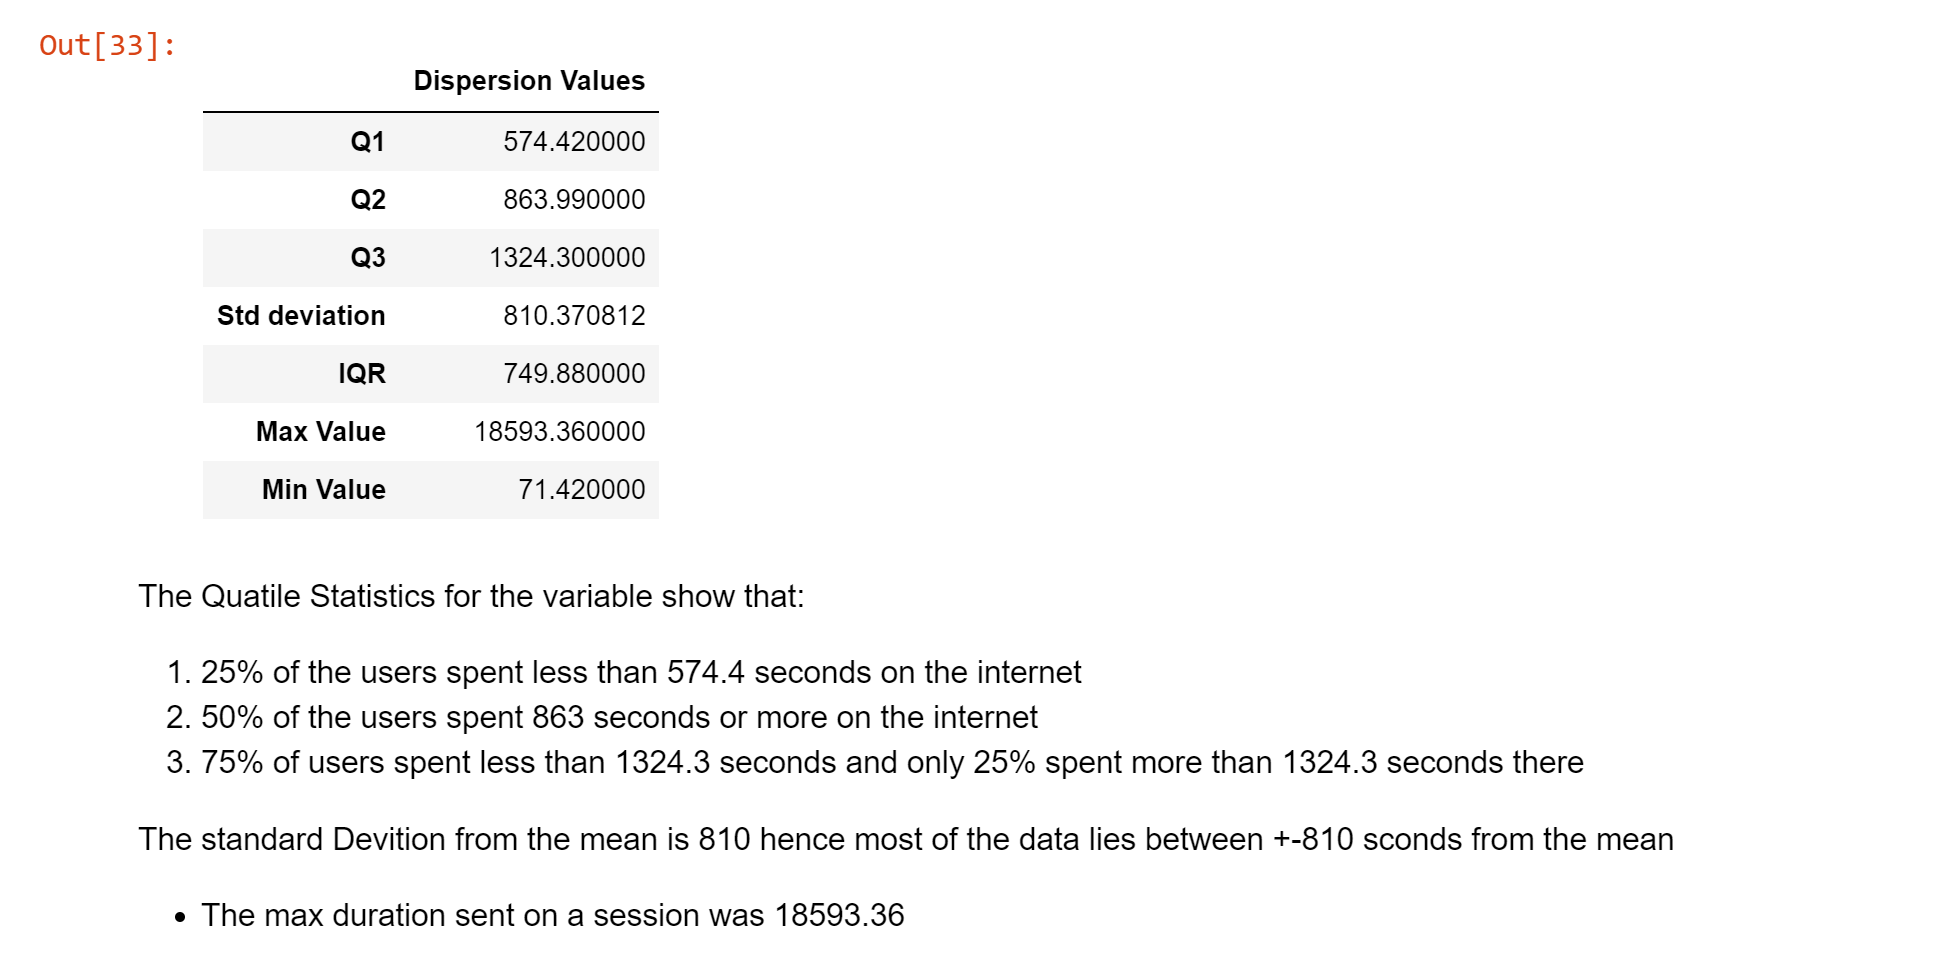 Out[33]:
Dispersion Values
Q1 574.420000
Q2 863.990000
Q3 1324.300000
Std deviation 810.370812
IQR 749.880000
Max Value 18593.360000
Min Value 71.420000
The Quatile Statistics for the variable show that:
1. 25% of the users spent less than 574.4 seconds on the internet
2. 50% of the users spent 863 seconds or more on the internet
3. 75% of users spent less than 1324.3 seconds and only 25% spent more than 1324.3 seconds there
The standard Devition from the mean is 810 hence most of the data lies between +-810 sconds from the mean
• The max duration sent on a session was 18593.36